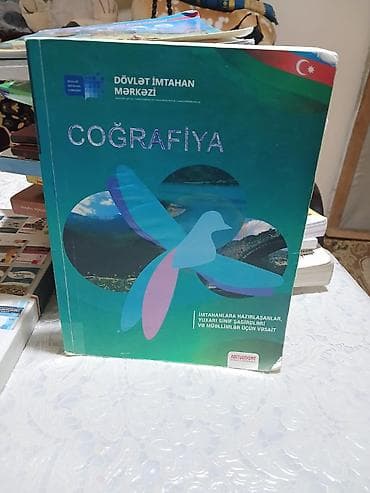 DÖVLƏT İMTAHAN
MƏRKƏZİ
COĞRAFİYA
İMTAHANLARA HAZIRLAŞANLAR,
YUXARI SİNİF ŞAGİRDLƏRİ
VƏ MÜƏLLİMLƏR ÜÇÜN VƏSAİT